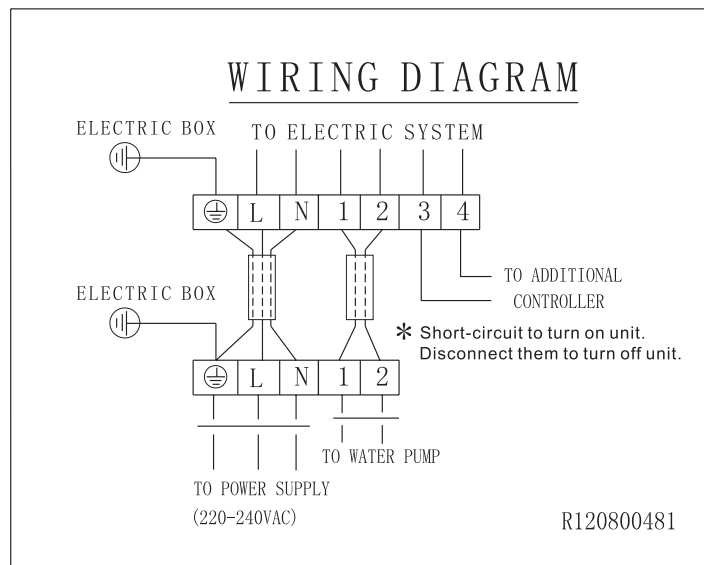 WIRING DIAGRAM
ELECTRIC BOX
TO ELECTRIC SYSTEM
L N 1 2 3 4
TO ADDITIONAL
CONTROLLER
ELECTRIC BOX
* Short-circuit to turn on unit.
Disconnect them to turn off unit.
L N 1 2
TO WATER PUMP
TO POWER SUPPLY
(220-240VAC)
R120800481